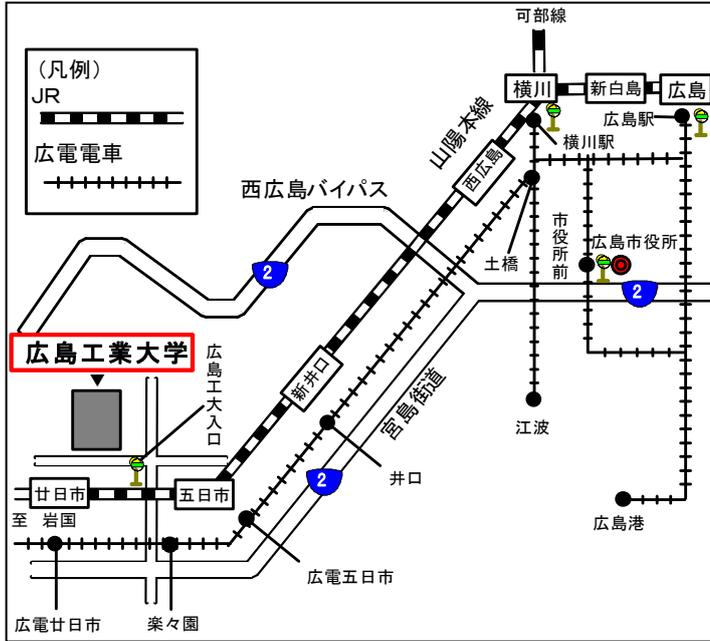 可部線
(凡例)
JR
広電電車
横川
新白島
広島
広島駅
横川駅
山陽本線
西広島
西広島バイパス
土橋
市役所前
広島市役所
2
2
広島工業大学
広島工大入口
新井口
宮島街道
江波
2
井口
廿日市
五日市
至 岩国
広島港
広電五日市
広電廿日市
楽々園